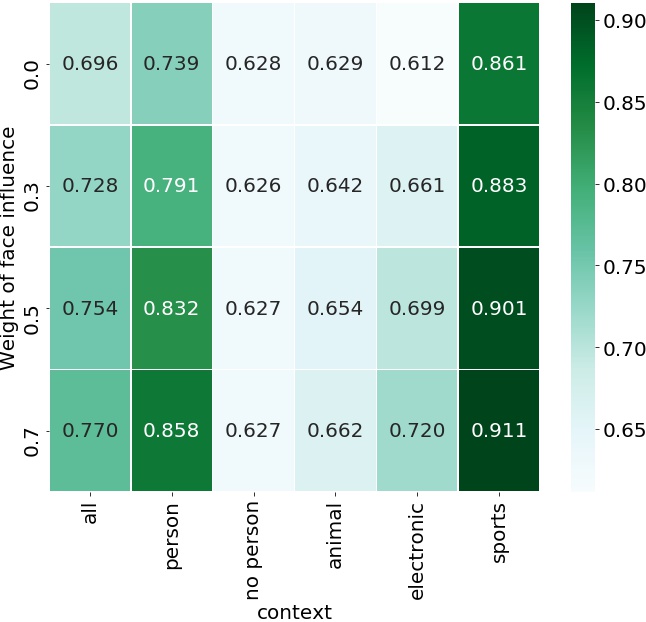 0.696 0.739 0.628 0.629 0.612 0.861
0.728 0.791 0.626 0.642 0.661 0.883
0.754 0.832 0.627 0.654 0.699 0.901
0.770 0.858 0.627 0.662 0.720 0.911
0.0
0.3
0.5
0.7
Weight of face influence
all
person
no person
animal
electronic
sports
context
0.90
0.85
0.80
0.75
0.70
0.65